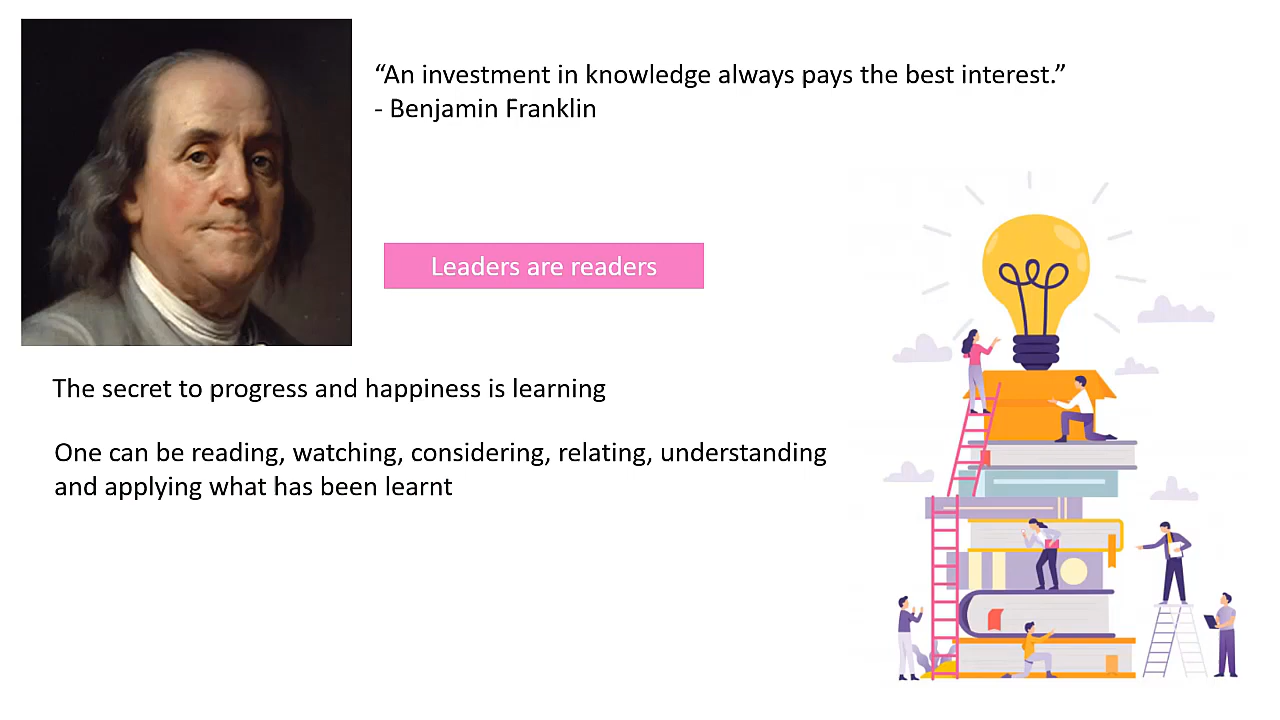 “An investment in knowledge always pays the best interest.”
- Benjamin Franklin
Leaders are readers
The secret to progress and happiness is learning
One can be reading, watching, considering, relating, understanding
and applying what has been learnt